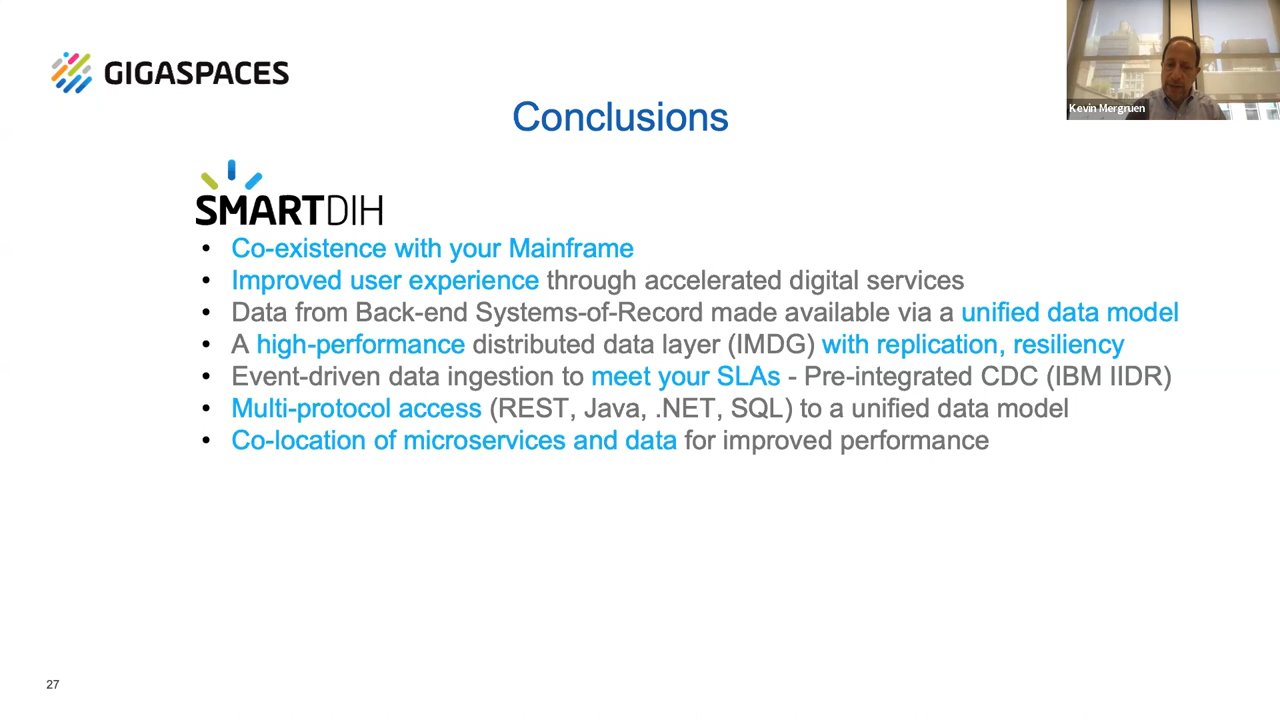 GIGASPACES
Kevin Mergruen
Conclusions
SMARTDIH
• Co-existence with your Mainframe
• Improved user experience through accelerated digital services
• Data from Back-end Systems-of-Record made available via a unified data model
• A high-performance distributed data layer (IMDG) with replication, resiliency
• Event-driven data ingestion to meet your SLAs - Pre-integrated CDC (IBM IIDR)
• Multi-protocol access (REST, Java, .NET, SQL) to a unified data model
• Co-location of microservices and data for improved performance
27